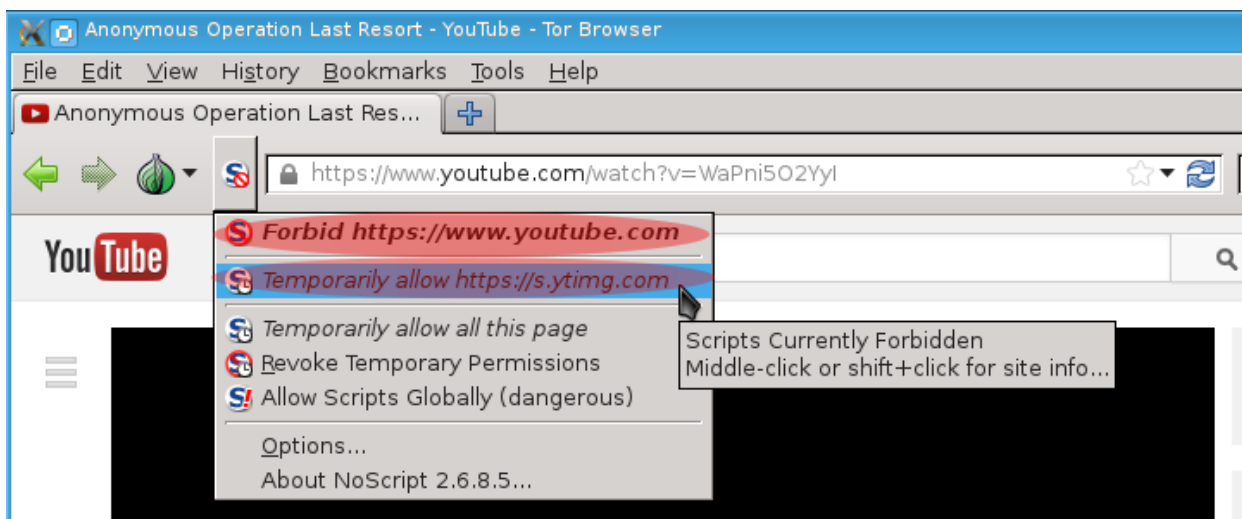 Anonymous Operation Last Resort - YouTube - Tor Browser
File Edit View History Bookmarks Tools Help
Anonymous Operation Last Res...
https://www.youtube.com/watch?v=WaPni5O2YyI
YouTube
Forbid https://www.youtube.com
Temporarily allow https://s.ytimg.com
Temporarily allow all this page
Scripts Currently Forbidden
Revoke Temporary Permissions
Middle-click or shift+click for site info...
Allow Scripts Globally (dangerous)
Options...
About NoScript 2.6.8.5...